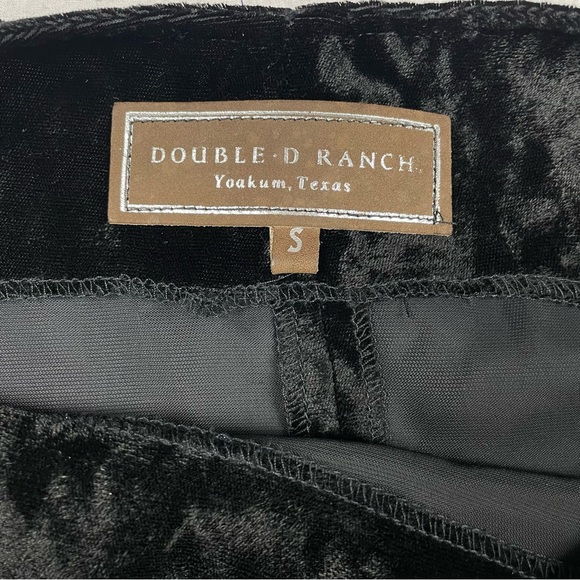 DOUBLE·D RANCH.
Yoakum, Texas
S